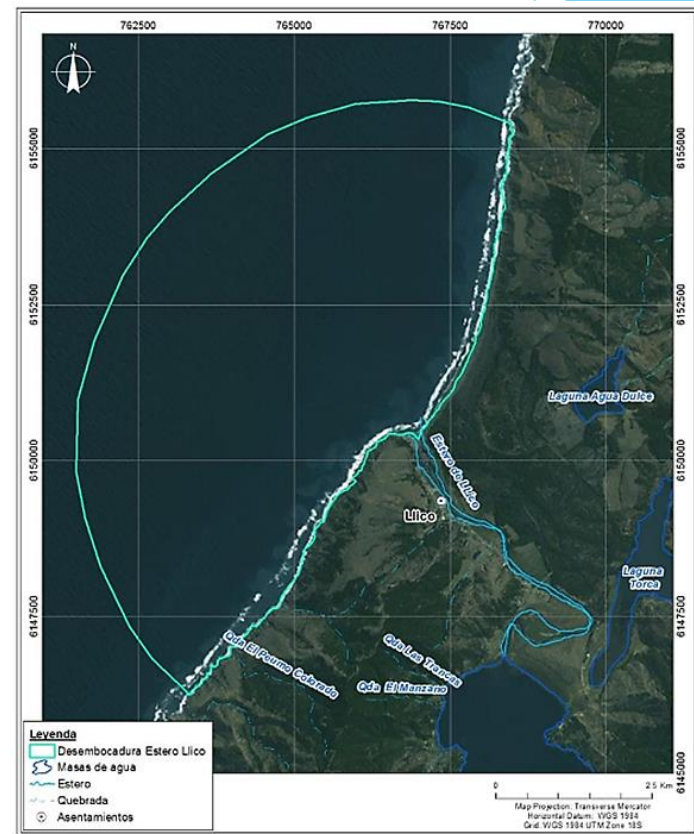 762500 765000 767500 770000
N
6155000 6155000
6152500 6152500
Laguna Agua Dulce
6150000 6150000
Estero de Llico
Llico
Laguna
Torca
6147500 6147500
Qda El Peumo Colorado
Qda Las Trancas
Qda El Manzano
6145000
Leyenda
Desembocadura Estero Llico
Masas de agua
Estero
Quebrada
Asentamientos
0 2.5 Km
Map Projection: Transverse Mercator
Horizontal Datum: WGS 1984
Grid: WGS 1984 UTM Zone 18S